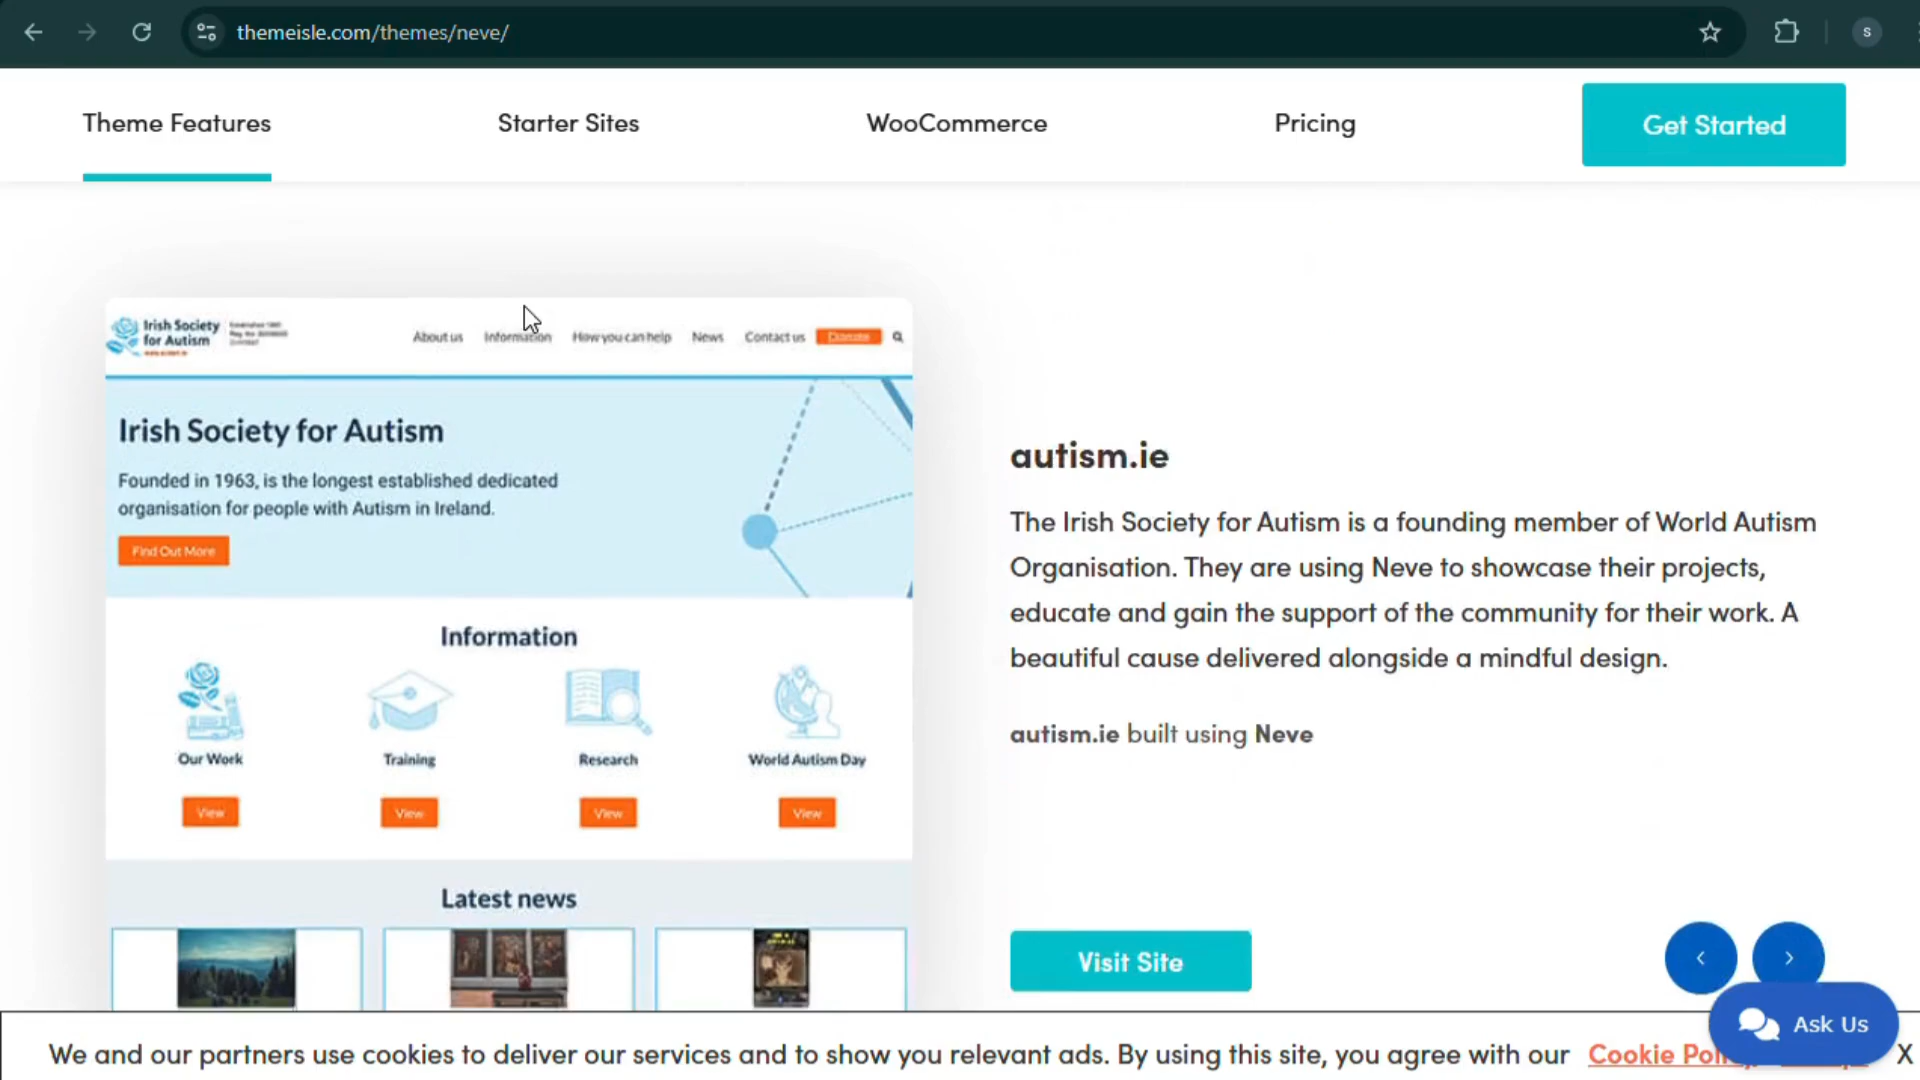 themeisle.com/themes/neve/
S
Theme Features
Starter Sites
WooCommerce
Pricing
Get Started
Irish Society
for Autism
About us
Information
How you can help
News
Contact us
Donate
Irish Society for Autism
Founded in 1963, is the longest established dedicated
organisation for people with Autism in Ireland.
Find Out More
Information
Our Work
Training
Research
World Autism Day
View
View
View
View
Latest news
autism.ie
The Irish Society for Autism is a founding member of World Autism
Organisation. They are using Neve to showcase their projects,
educate and gain the support of the community for their work. A
beautiful cause delivered alongside a mindful design.
autism.ie built using Neve
Visit Site
Ask Us
We and our partners use cookies to deliver our services and to show you relevant ads. By using this site, you agree with our Cookie
X